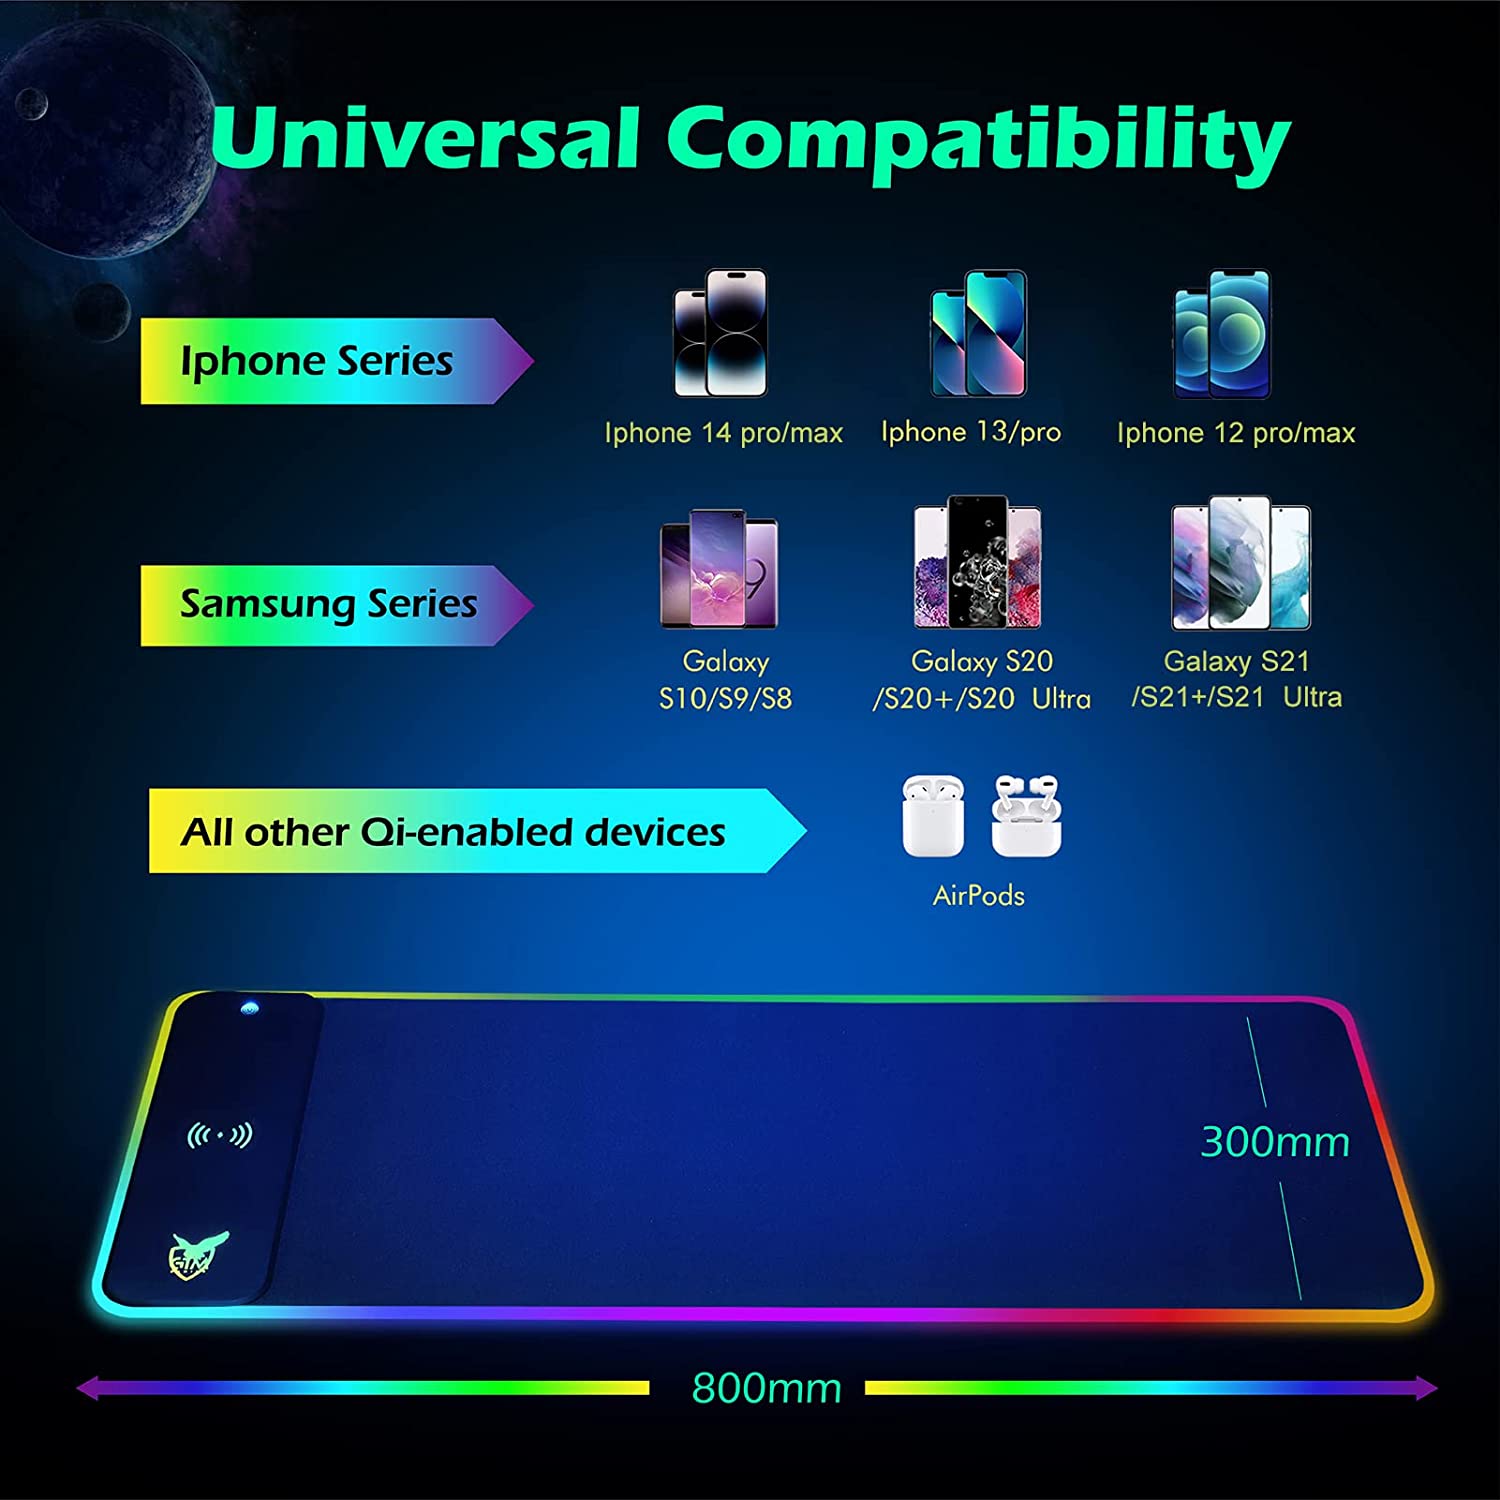 Universal Compatibility
Iphone Series
Iphone 14 pro/max
Iphone 13/pro
Iphone 12 pro/max
Samsung Series
9
Galaxy
S10/S9/S8
Galaxy S20
/S20+/S20 Ultra
Galaxy S21
/S21+/S21 Ultra
All other Qi-enabled devices
AirPods
300mm
GIM
800mm